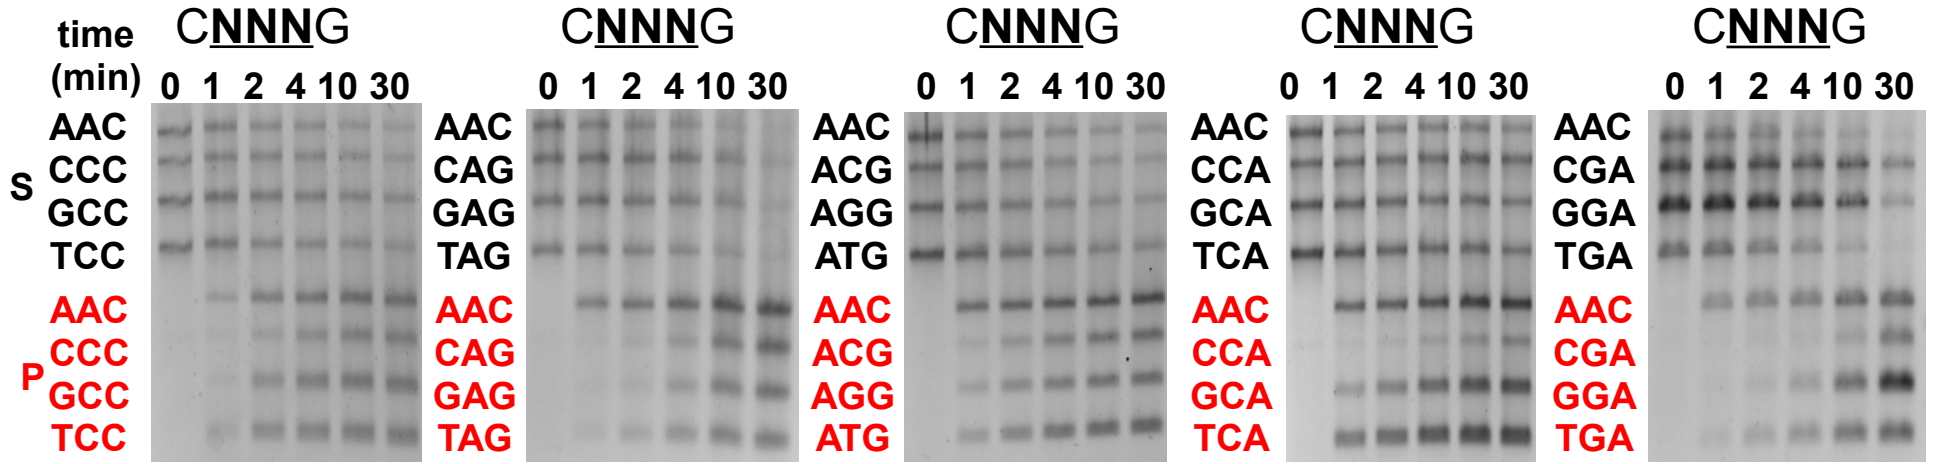 time (min)
CNNNG
0 1 2 4 10 30
S
AAC
CCC
GCC
TCC
P
AAC
CCC
GCC
TCC
CNNNG
0 1 2 4 10 30
AAC
CAG
GAG
TAG
AAC
CAG
GAG
TAG
CNNNG
0 1 2 4 10 30
AAC
ACG
AGG
ATG
AAC
ACG
AGG
ATG
CNNNG
0 1 2 4 10 30
AAC
CCA
GCA
TCA
AAC
CCA
GCA
TCA
CNNNG
0 1 2 4 10 30
AAC
CGA
GGA
TGA
AAC
CGA
GGA
TGA